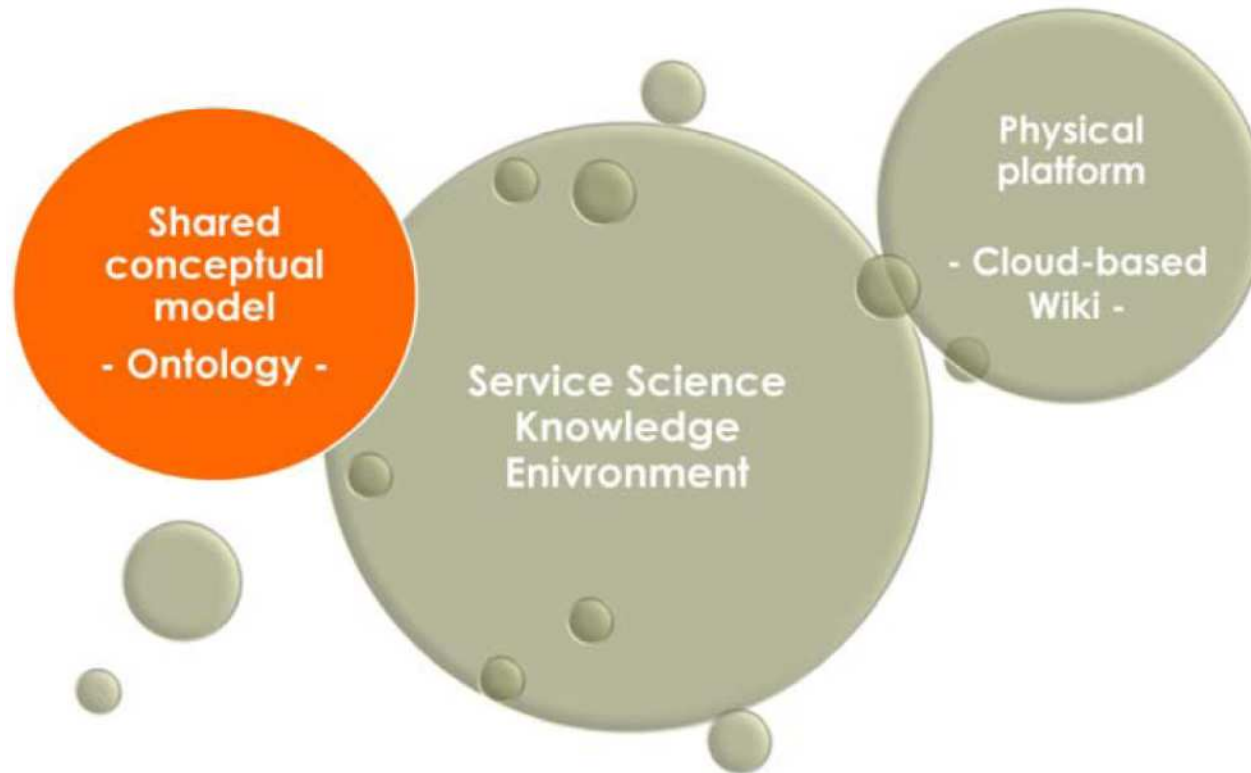 Shared
conceptual
model
- Ontology -
Service Science
Knowledge
Enivronment
Physical
platform
- Cloud-based
Wiki -